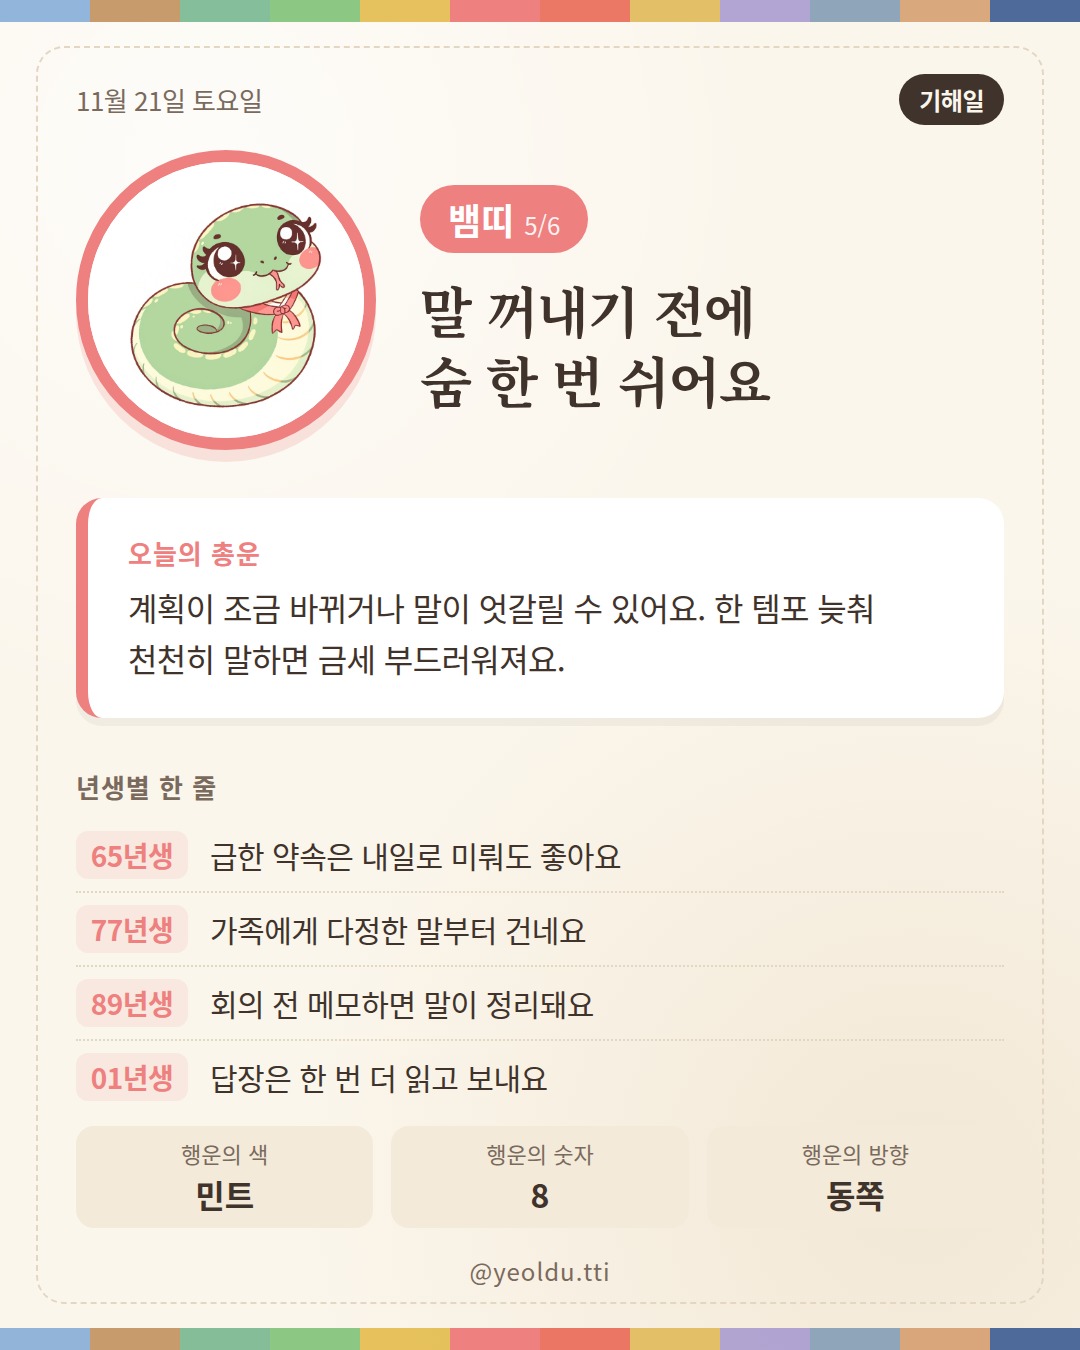 11월 21일 토요일
기해일
뱀띠 5/6
말 꺼내기 전에
숨 한 번 쉬어요
오늘의 총운
계획이 조금 바뀌거나 말이 엇갈릴 수 있어요. 한 템포 늦춰
천천히 말하면 금세 부드러워져요.
년생별 한 줄
65년생 급한 약속은 내일로 미뤄도 좋아요
77년생 가족에게 다정한 말부터 건네요
89년생 회의 전 메모하면 말이 정리돼요
01년생 답장은 한 번 더 읽고 보내요
행운의 색
민트
행운의 숫자
8
행운의 방향
동쪽
@yeoldu.tti